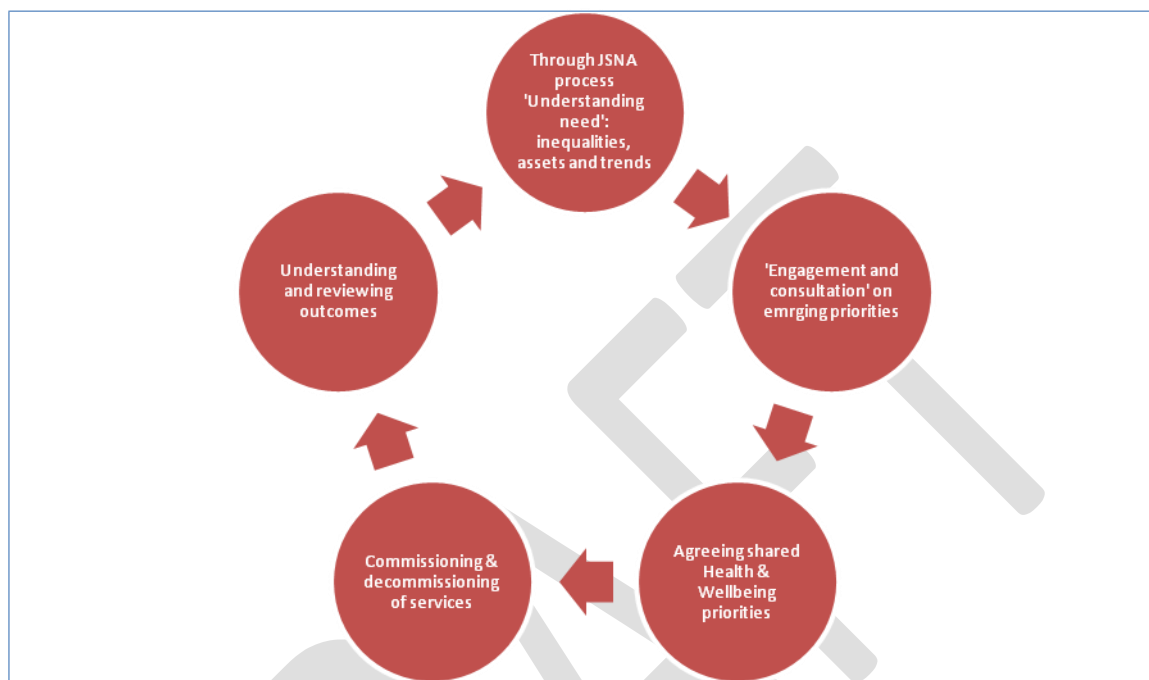 Through JSNA
process
'Understanding
need':
inequalities,
assets and trends
'Engagement and
consultation' on
emrging priorities
Agreeing shared
Health &
Wellbeing
priorities
Commissioning &
decommissioning
of services
Understanding
and reviewing
outcomes